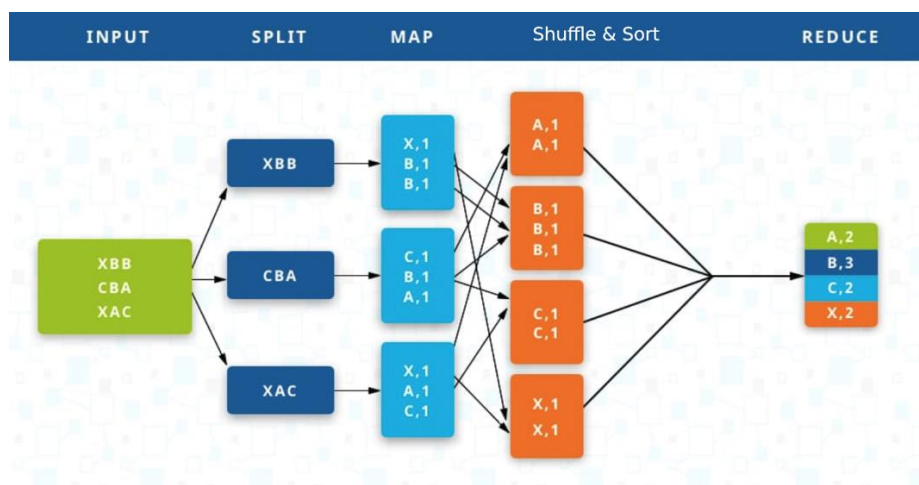 INPUT
SPLIT
MAP
Shuffle & Sort
REDUCE
XBB
CBA
XAC
XBB
CBA
XAC
X,1
B,1
B,1
C,1
B,1
A,1
X,1
A,1
C,1
A,1
A,1
B,1
B,1
B,1
C,1
C,1
X,1
X,1
A,2
B,3
C,2
X,2